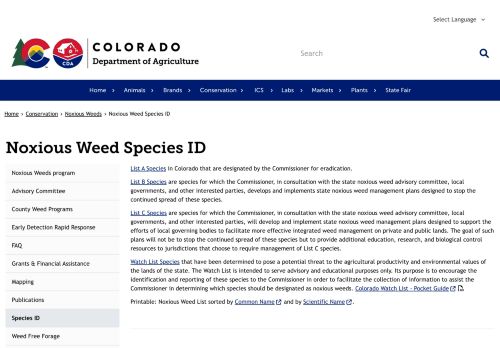 Select Language
CO
CDA
COLORADO
Department of Agriculture
Search
Home
Animals
Brands
Conservation
ICS
Labs
Markets
Plants
State Fair
Home › Conservation › Noxious Weeds › Noxious Weed Species ID
Noxious Weed Species ID
Noxious Weeds program
Advisory Committee
County Weed Programs
Early Detection Rapid Response
FAQ
Grants & Financial Assistance
Mapping
Publications
Species ID
Weed Free Forage
List A Species in Colorado that are designated by the Commissioner for eradication.
List B Species are species for which the Commissioner, in consultation with the state noxious weed advisory committee, local
governments, and other interested parties, develops and implements state noxious weed management plans designed to stop the
continued spread of these species.
List C Species are species for which the Commissioner, in consultation with the state noxious weed advisory committee, local
governments, and other interested parties, will develop and implement state noxious weed management plans designed to support the
efforts of local governing bodies to facilitate more effective integrated weed management on private and public lands. The goal of such
plans will not be to stop the continued spread of these species but to provide additional education, research, and biological control
resources to jurisdictions that choose to require management of List C species.
Watch List Species that have been determined to pose a potential threat to the agricultural productivity and environmental values of
the lands of the state. The Watch List is intended to serve advisory and educational purposes only. Its purpose is to encourage the
identification and reporting of these species to the Commissioner in order to facilitate the collection of information to assist the
Commissioner in determining which species should be designated as noxious weeds. Colorado Watch List - Pocket Guide
Printable: Noxious Weed List sorted by Common Name and by Scientific Name.